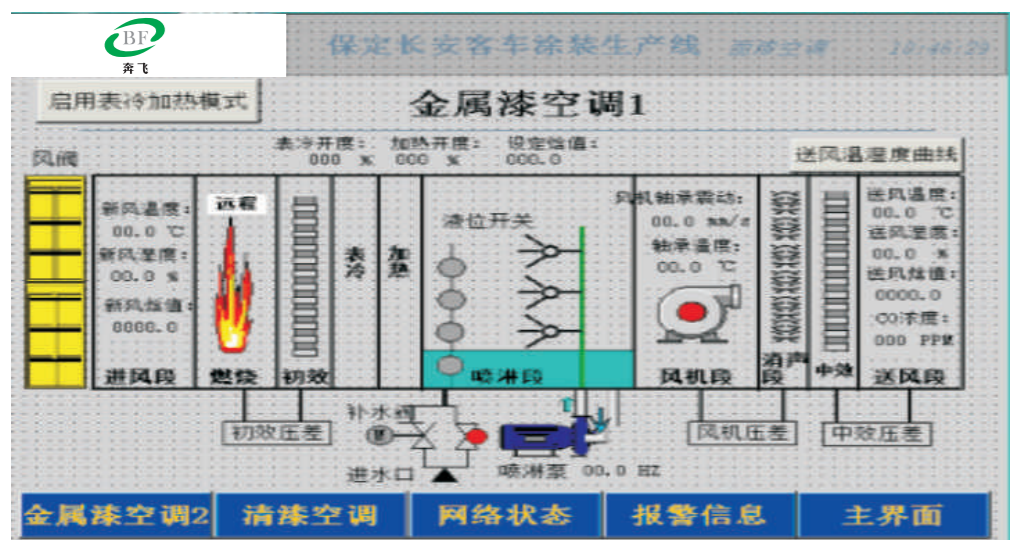 BF
奔飞
保定长安客车涂装生产线 喷漆空调 16:46:29
启用表冷加热模式
金属漆空调1
表冷开度: 加热开度: 设定焓值:
000 % 000 % 000.0
风阀
送风温湿度曲线
新风温度:
00.0 ℃
新风湿度:
00.0 %
新风焓值:
0000.0
进风段
远程
燃烧
初效
表冷
加热
液位开关
喷淋段
风机轴承震动:
00.0 mm/s
轴承温度:
00.0 ℃
风机段
消声段
中效
送风温度:
00.0 ℃
送风湿度:
00.0 %
送风焓值:
0000.0
CO浓度:
000 PPM
送风段
初效压差
补水阀
M
进水口
喷淋泵 00.0 HZ
风机压差
中效压差
金属漆空调2
清漆空调
网络状态
报警信息
主界面